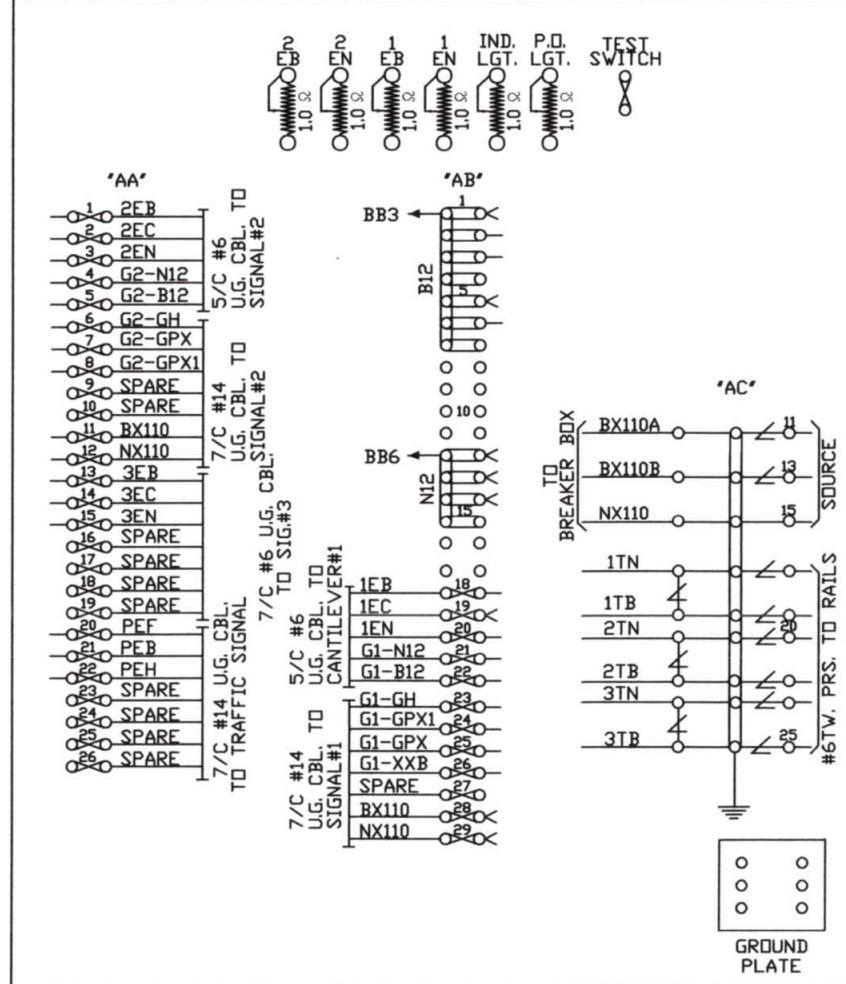 2 EB
2 EN
1 EB
1 EN
IND. LGT.
P.O. LGT.
TEST SWITCH
1.0 Ω
1.0 Ω
1.0 Ω
1.0 Ω
1.0 Ω
1.0 Ω
"AA"
1 2EB
2 2EC
3 2EN
4 G2-N12
5 G2-B12
6 G2-GH
7 G2-GPX
8 G2-GPX1
9 SPARE
10 SPARE
11 BX110
12 NX110
13 3EB
14 3EC
15 3EN
16 SPARE
17 SPARE
18 SPARE
19 SPARE
20 PEF
21 PEB
22 PEH
23 SPARE
24 SPARE
25 SPARE
26 SPARE
5/C #6
U.G. CBL. TO
SIGNAL#2
7/C #14
U.G. CBL. TO
SIGNAL#2
7/C #6 U.G. CBL.
TO SIG.#3
7/C #14 U.G. CBL.
TO TRAFFIC SIGNAL
"AB"
1
BB3
B12
5
10
BB6
N12
15
1EB 18
1EC 19
1EN 20
G1-N12 21
G1-B12 22
G1-GH 23
G1-GPX1 24
G1-GPX 25
G1-XXB 26
SPARE 27
BX110 28
NX110 29
5/C #6
U.G. CBL. TO
CANTILEVER#1
7/C #14
U.G. CBL. TO
SIGNAL#1
"AC"
TO
BREAKER BOX
BX110A 11
BX110B 13
NX110 15
SOURCE
1TN
1TB
2TN 20
2TB
3TN
3TB 25
#6TW. PRS. TO RAILS
GROUND
PLATE